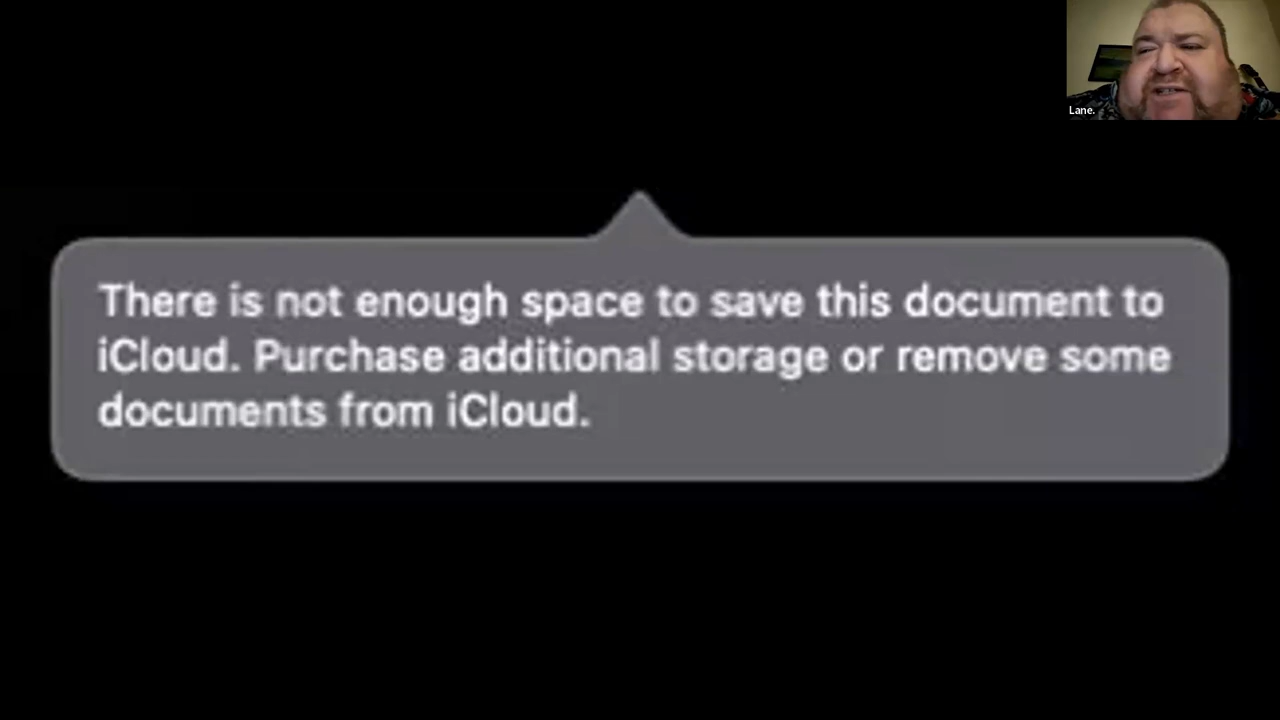 Lane.
There is not enough space to save this document to
iCloud. Purchase additional storage or remove some
documents from iCloud.